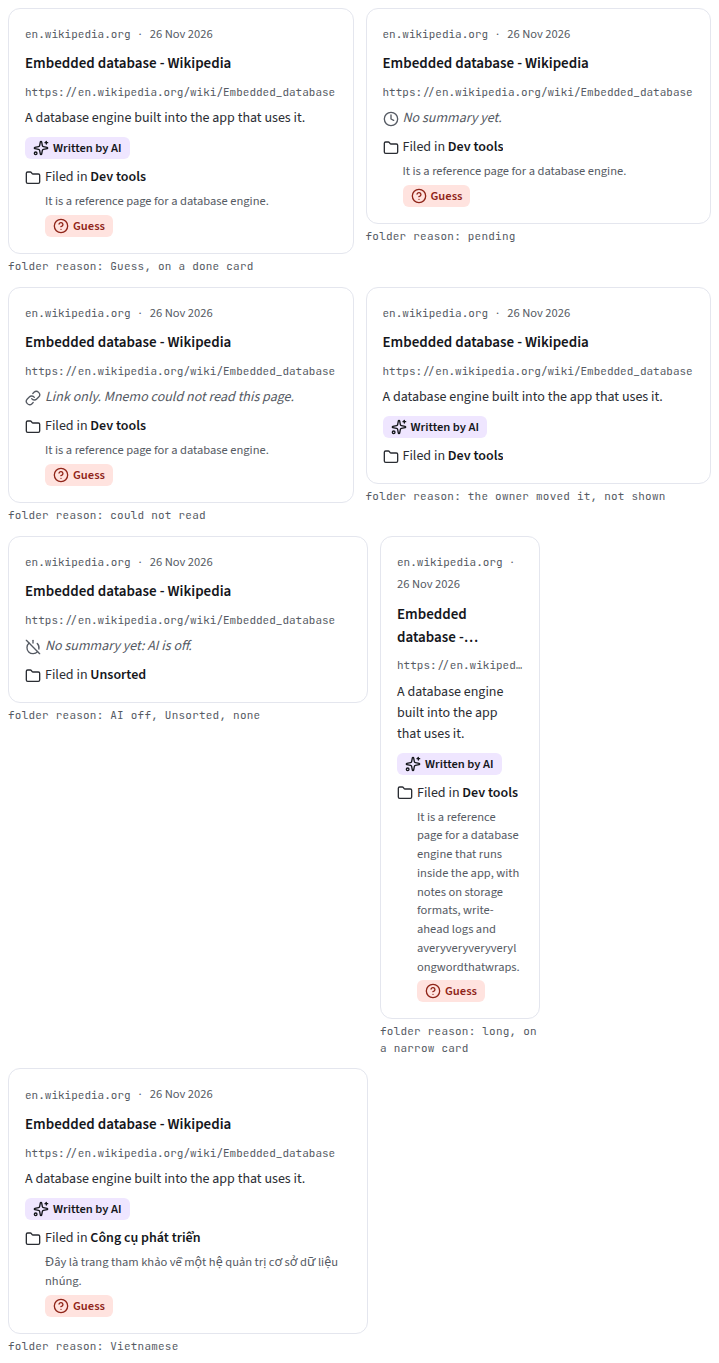 en.wikipedia.org · 26 Nov 2026
Embedded database - Wikipedia
https://en.wikipedia.org/wiki/Embedded_database
A database engine built into the app that uses it.
Written by AI
Filed in Dev tools
It is a reference page for a database engine.
Guess
folder reason: Guess, on a done card
en.wikipedia.org · 26 Nov 2026
Embedded database - Wikipedia
https://en.wikipedia.org/wiki/Embedded_database
No summary yet.
Filed in Dev tools
It is a reference page for a database engine.
Guess
folder reason: pending
en.wikipedia.org · 26 Nov 2026
Embedded database - Wikipedia
https://en.wikipedia.org/wiki/Embedded_database
Link only. Mnemo could not read this page.
Filed in Dev tools
It is a reference page for a database engine.
Guess
folder reason: could not read
en.wikipedia.org · 26 Nov 2026
Embedded database - Wikipedia
https://en.wikipedia.org/wiki/Embedded_database
A database engine built into the app that uses it.
Written by AI
Filed in Dev tools
folder reason: the owner moved it, not shown
en.wikipedia.org · 26 Nov 2026
Embedded database - Wikipedia
https://en.wikipedia.org/wiki/Embedded_database
No summary yet: AI is off.
Filed in Unsorted
folder reason: AI off, Unsorted, none
en.wikipedia.org ·
26 Nov 2026
Embedded
database -…
https://en.wikiped…
A database engine
built into the app
that uses it.
Written by AI
Filed in Dev tools
It is a reference
page for a database
engine that runs
inside the app, with
notes on storage
formats, write-
ahead logs and
averyveryveryveryl
ongwordthatwraps.
Guess
folder reason: long, on
a narrow card
en.wikipedia.org · 26 Nov 2026
Embedded database - Wikipedia
https://en.wikipedia.org/wiki/Embedded_database
A database engine built into the app that uses it.
Written by AI
Filed in Công cụ phát triển
Đây là trang tham khảo về một hệ quản trị cơ sở dữ liệu
nhúng.
Guess
folder reason: Vietnamese